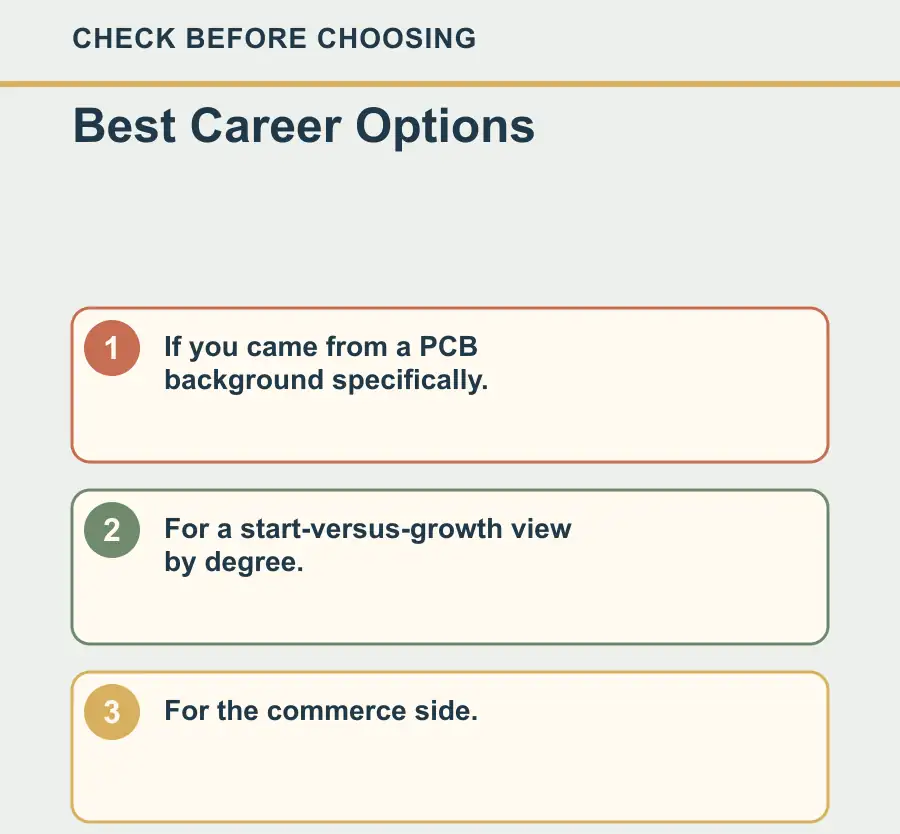 CHECK BEFORE CHOOSING
Best Career Options
1
If you came from a PCB
background specifically.
2
For a start-versus-growth view
by degree.
3
For the commerce side.